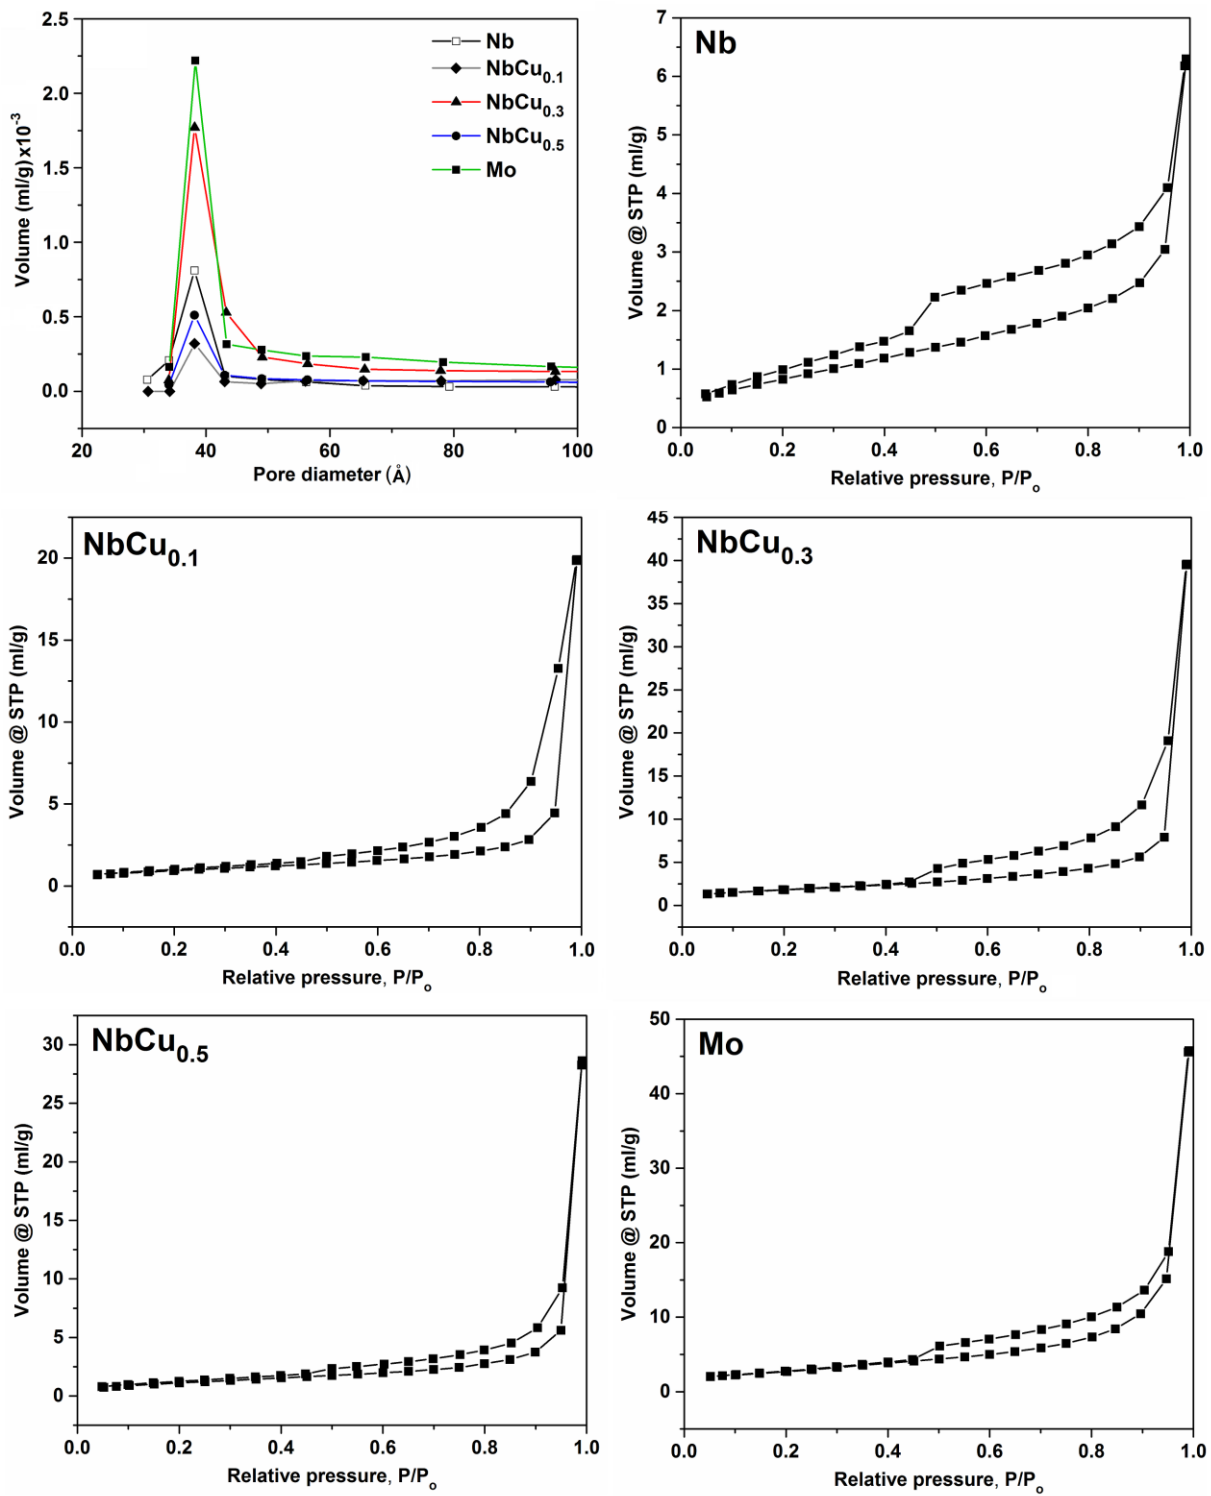 2.5
2.0
1.5
1.0
0.5
0.0
Volume (ml/g)x10⁻³
20 40 60 80 100
Pore diameter (Å)
Nb
NbCu₀.₁
NbCu₀.₃
NbCu₀.₅
Mo
Nb
7
6
5
4
3
2
1
0
Volume @ STP (ml/g)
0.0 0.2 0.4 0.6 0.8 1.0
Relative pressure, P/Pₒ
NbCu₀.₁
20
15
10
5
0
Volume @ STP (ml/g)
0.0 0.2 0.4 0.6 0.8 1.0
Relative pressure, P/Pₒ
NbCu₀.₃
45
40
35
30
25
20
15
10
5
0
Volume @ STP (ml/g)
0.0 0.2 0.4 0.6 0.8 1.0
Relative pressure, P/Pₒ
NbCu₀.₅
30
25
20
15
10
5
0
Volume @ STP (ml/g)
0.0 0.2 0.4 0.6 0.8 1.0
Relative pressure, P/Pₒ
Mo
50
40
30
20
10
0
Volume @ STP (ml/g)
0.0 0.2 0.4 0.6 0.8 1.0
Relative pressure, P/Pₒ